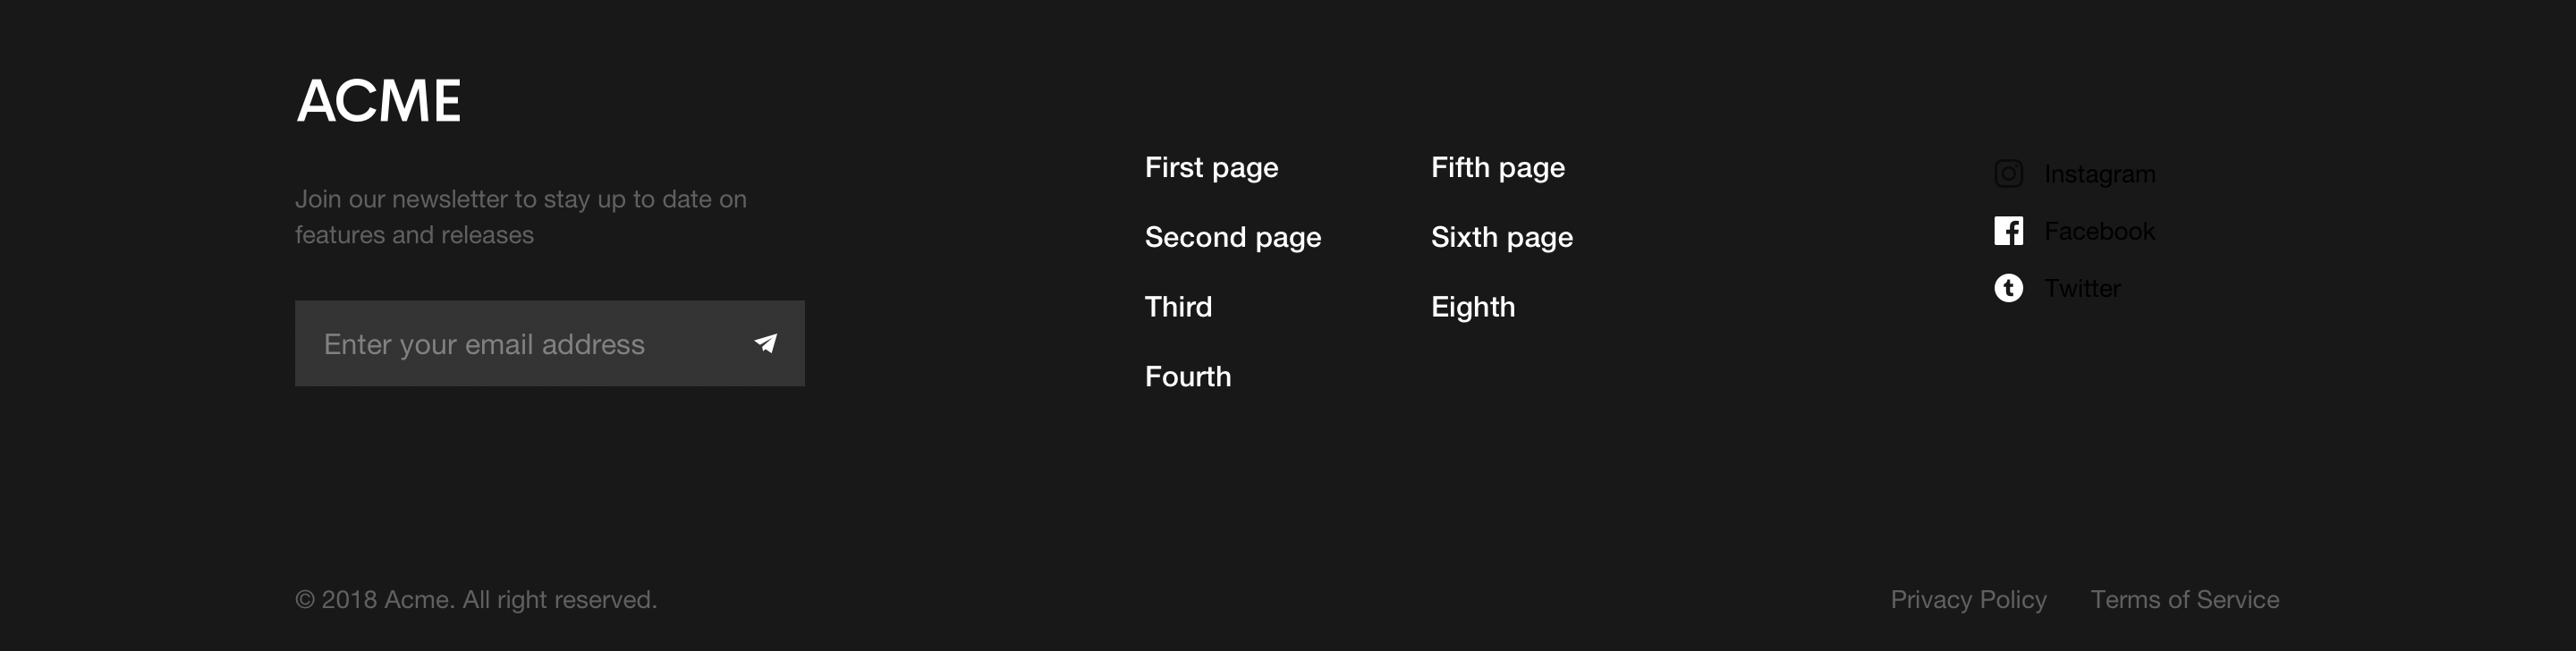 ACME
Join our newsletter to stay up to date on
features and releases
Enter your email address
First page
Second page
Third
Fourth
Fifth page
Sixth page
Eighth
Instagram
Facebook
Twitter
© 2018 Acme. All right reserved.
Privacy Policy
Terms of Service